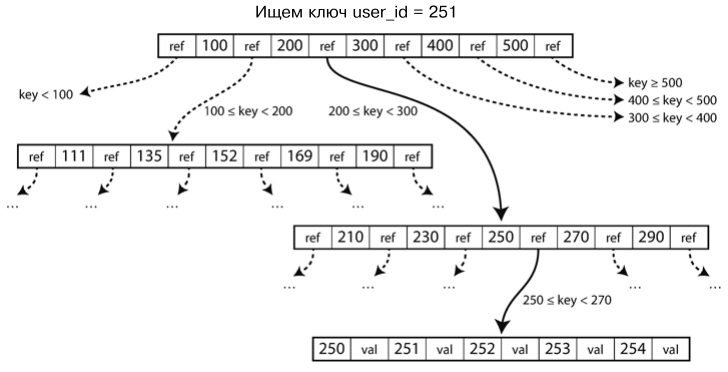 Ищем ключ user_id = 251
ref 100 ref 200 ref 300 ref 400 ref 500 ref
key < 100
key ≥ 500
400 ≤ key < 500
300 ≤ key < 400
100 ≤ key < 200
200 ≤ key < 300
ref 111 ref 135 ref 152 ref 169 ref 190 ref
... ... ... ... ... ...
ref 210 ref 230 ref 250 ref 270 ref 290 ref
... ... ... ... ...
250 ≤ key < 270
250 val 251 val 252 val 253 val 254 val